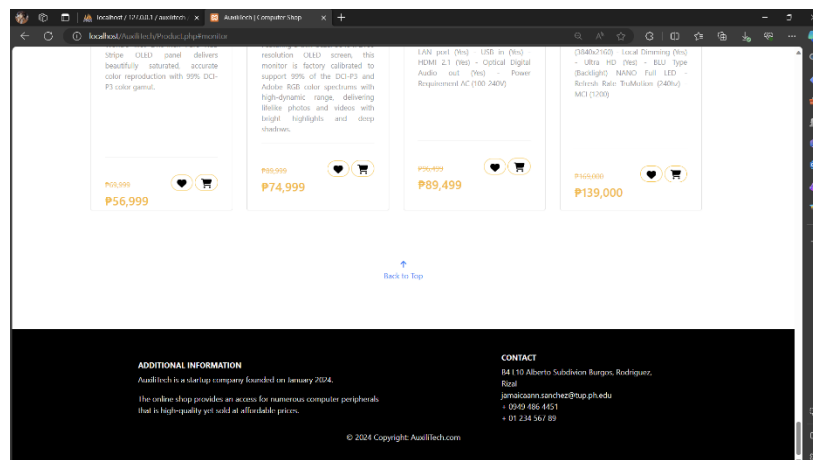 localhost / 127.0.0.1 / auxilitech
AuxiliTech | Computer Shop
localhost/AuxiliTech/Product.php#monitor
Stripe OLED panel delivers
beautifully saturated, accurate
color reproduction with 99% DCI-
P3 color gamut.
₱68,999
₱56,999
resolution OLED screen, this
monitor is factory calibrated to
support 99% of the DCI-P3 and
Adobe RGB color spectrums with
high-dynamic range, delivering
lifelike photos and videos with
bright highlights and deep
shadows.
₱99,999
₱74,999
LAN port (Yes) USB in (Yes)
HDMI 2.1 (Yes) - Optical Digital
Audio out (Yes) - Power
Requirement AC (100-240V)
₱89,499
(3840x2160) Local Dimming (Yes)
- Ultra HD (Yes) - BLU Type
(Backlight) NANO Full LED -
Refresh Rate TruMotion (240hz)
MCI (1200)
₱169,000
₱139,000
Back to Top
ADDITIONAL INFORMATION
Auxilitech is a startup company founded on January 2024.
The online shop provides an access for numerous computer peripherals
that is high-quality yet sold at affordable prices.
CONTACT
B4 L10 Alberto Subdivion Burgos, Rodriguez,
Rizal
jamaicaann.sanchez@tup.ph.edu
+ 0949 486 4451
+ 01 234 567 89
© 2024 Copyright: AuxiliTech.com